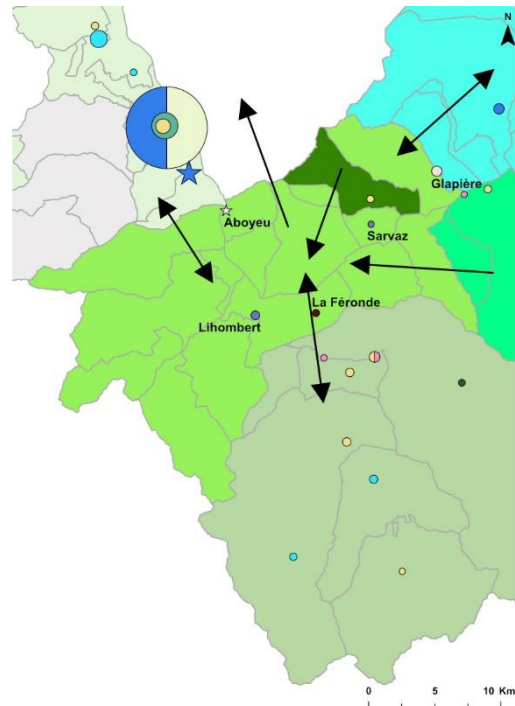 N
Glapière
Aboyeu
Sarvaz
La Féronde
Lihombert
0 5 10 Km